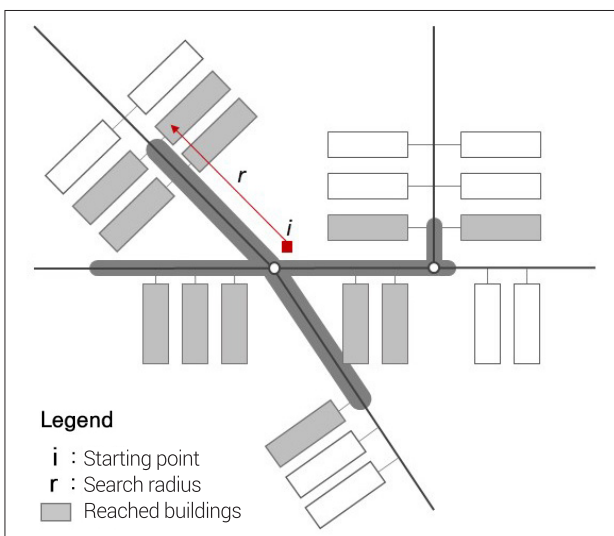 r
i
Legend
i : Starting point
r : Search radius
Reached buildings